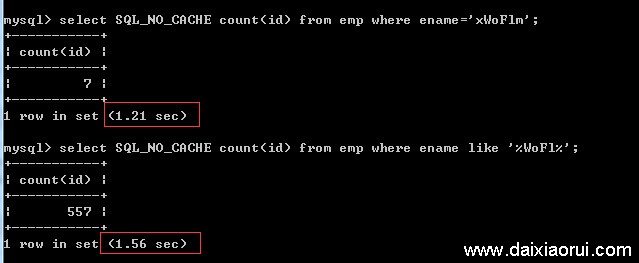 mysql> select SQL_NO_CACHE count(id) from emp where ename='xWoFlm';
+-----------+
| count(id) |
+-----------+
|         7 |
+-----------+
1 row in set (1.21 sec)
mysql> select SQL_NO_CACHE count(id) from emp where ename like '%WoFl%';
+-----------+
| count(id) |
+-----------+
|       557 |
+-----------+
1 row in set (1.56 sec)
www.daixiaorui.com